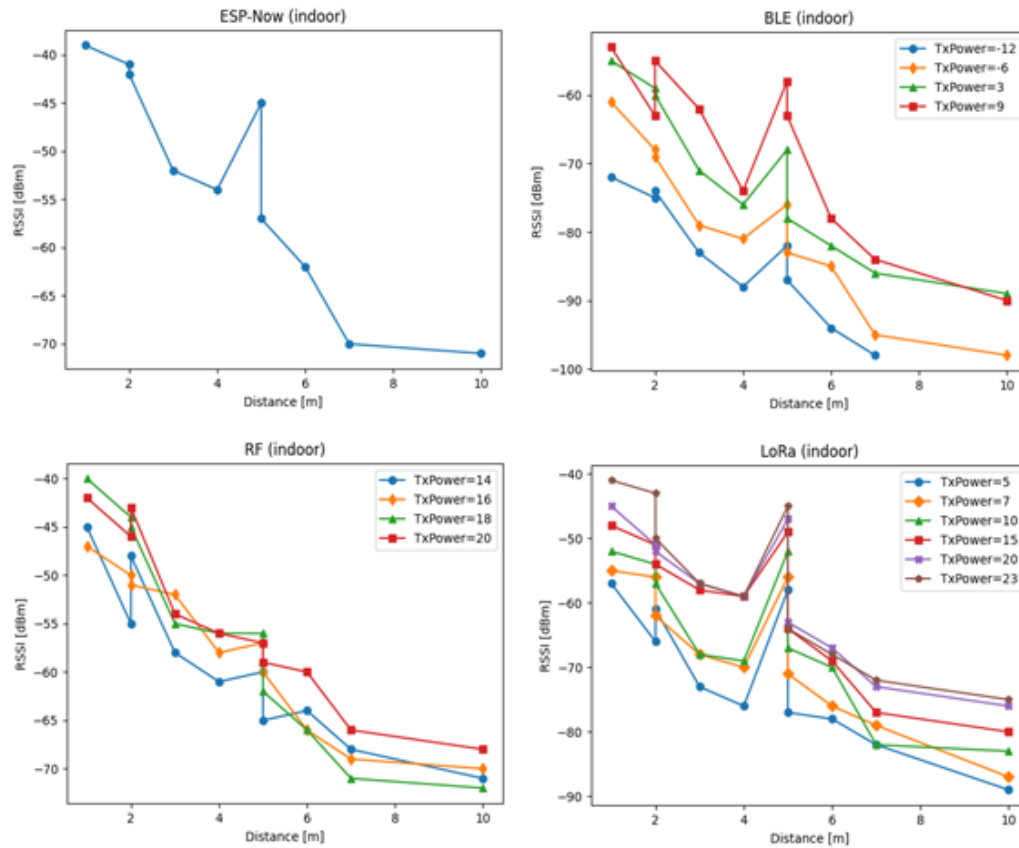 ESP-Now (indoor)
−40
−45
−50
−55
−60
−65
−70
RSSI [dBm]
2
4
6
8
10
Distance [m]
BLE (indoor)
TxPower=-12
TxPower=-6
TxPower=3
TxPower=9
−60
−70
−80
−90
−100
RSSI [dBm]
2
4
6
8
10
Distance [m]
RF (indoor)
TxPower=14
TxPower=16
TxPower=18
TxPower=20
−40
−45
−50
−55
−60
−65
−70
RSSI [dBm]
2
4
6
8
10
Distance [m]
LoRa (indoor)
TxPower=5
TxPower=7
TxPower=10
TxPower=15
TxPower=20
TxPower=23
−40
−50
−60
−70
−80
−90
RSSI [dBm]
2
4
6
8
10
Distance [m]